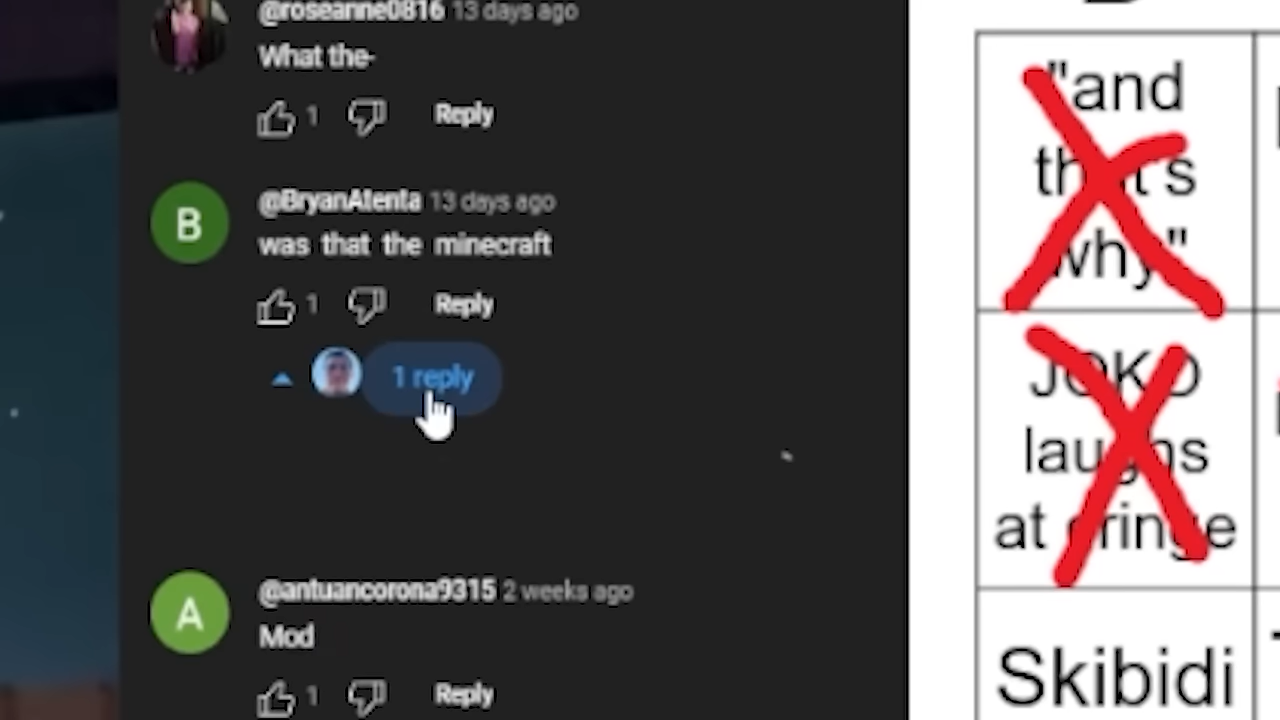 @roseanne0816 13 days ago
What the-
1 Reply
B
@BryanAtenta 13 days ago
was that the minecraft
1 Reply
1 reply
A
@antuancorona9315 2 weeks ago
Mod
1 Reply
"and
that's
why"
JOKO
laughs
at cringe
Skibidi